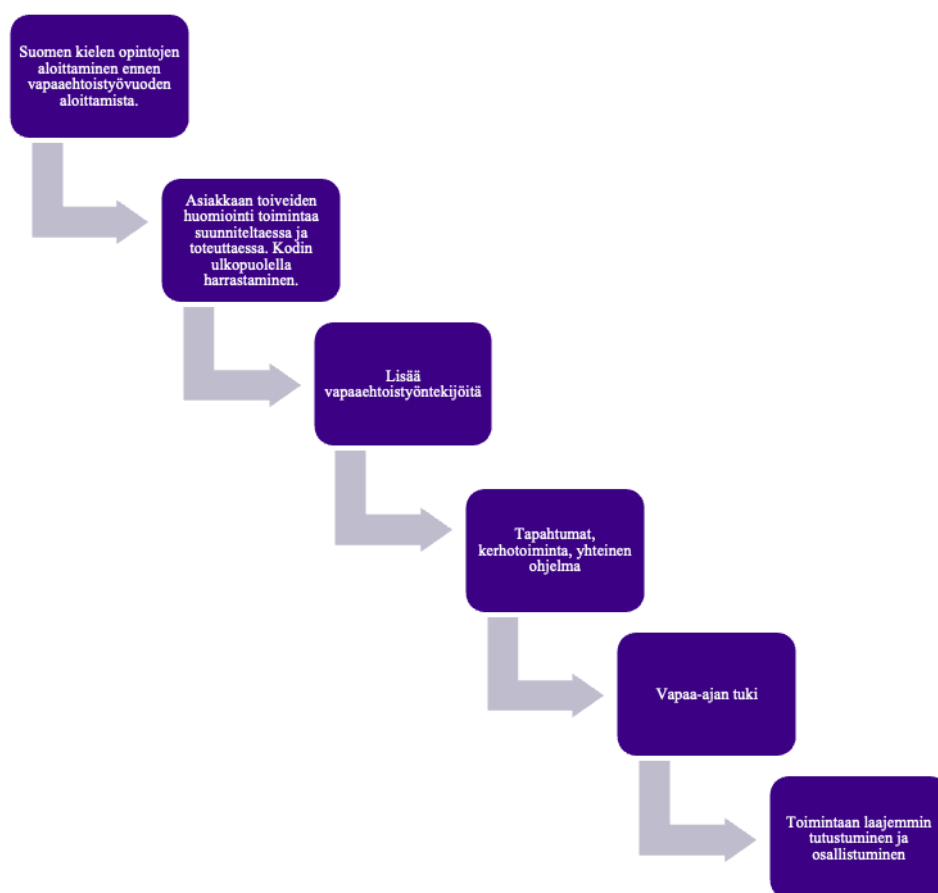 Suomen kielen opintojen
aloittaminen ennen
vapaaehtoistyövuoden
aloittamista.
Asiakkaan toiveiden
huomiointi toimintaa
suunniteltaessa ja
toteuttaessa. Kodin
ulkopuolella
harrastaminen.
Lisää
vapaaehtoistyöntekijöitä
Tapahtumat,
kerhotoiminta, yhteinen
ohjelma
Vapaa-ajan tuki
Toimintaan laajemmin
tutustuminen ja
osallistuminen